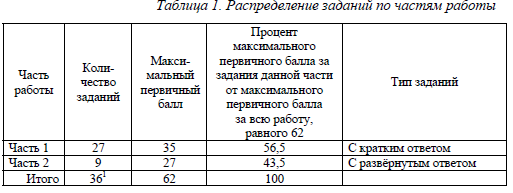 Таблица 1. Распределение заданий по частям работы
Часть работы | Коли-чество заданий | Макси-мальный первичный балл | Процент максимального первичного балла за задания данной части от максимального первичного балла за всю работу, равного 62 | Тип заданий
Часть 1 | 27 | 35 | 56,5 | С кратким ответом
Часть 2 | 9 | 27 | 43,5 | С развёрнутым ответом
Итого | 36¹ | 62 | 100